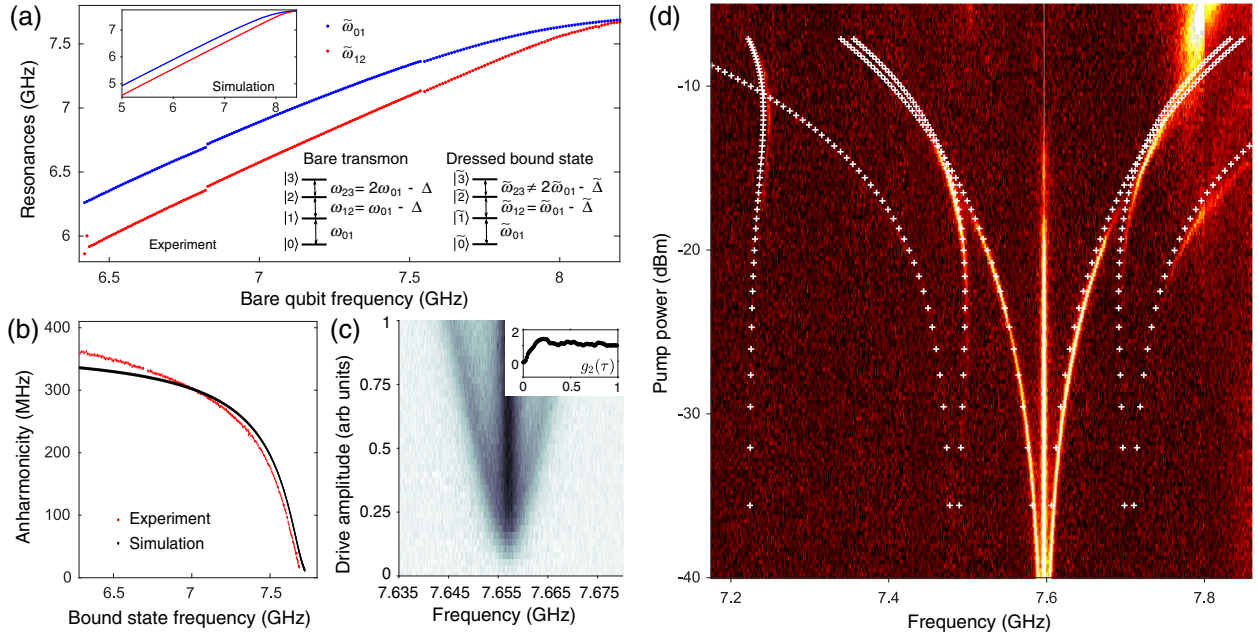 (a)
Resonances (GHz)
7.5
7
6.5
6
7
6
5
Simulation
5 6 7 8
ω̃01
ω̃12
Bare transmon
|3⟩
ω23= 2ω01 - Δ
|2⟩
ω12= ω01 - Δ
|1⟩
ω01
|0⟩
Dressed bound state
|3̃⟩
ω̃23 ≠ 2ω̃01 - Δ̃
|2̃⟩
ω̃12= ω̃01 - Δ̃
|1̃⟩
ω̃01
|0̃⟩
Experiment
6.5 7 7.5 8
Bare qubit frequency (GHz)
(b)
Anharmonicity (MHz)
400
300
200
100
0
Experiment
Simulation
6.5 7 7.5
Bound state frequency (GHz)
(c)
Drive amplitude (arb units)
1
0.75
0.5
0.25
0
2
1
0
g2(τ)
0 0.5 1
7.635 7.645 7.655 7.665 7.675
Frequency (GHz)
(d)
Pump power (dBm)
-10
-20
-30
-40
7.2 7.4 7.6 7.8
Frequency (GHz)